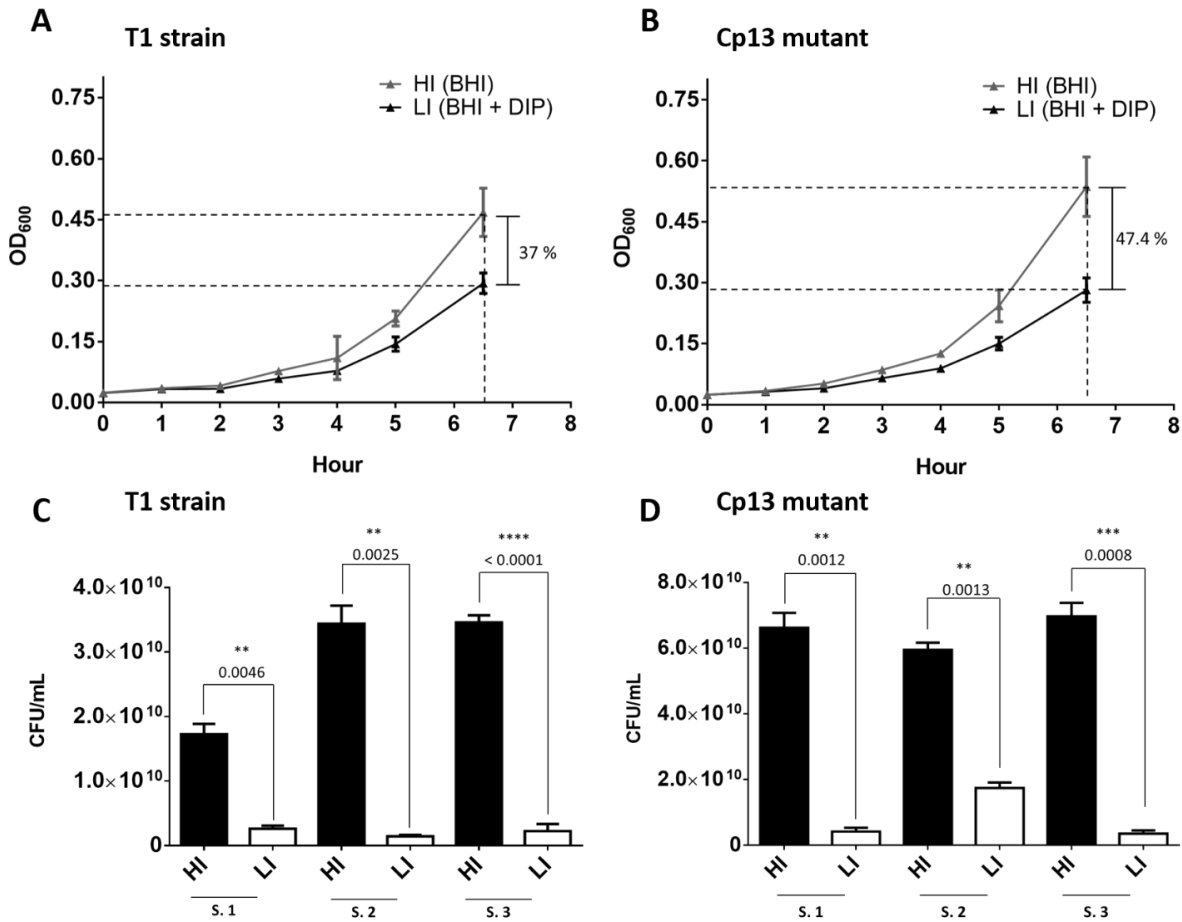 A
T1 strain
HI (BHI)
LI (BHI + DIP)
0.75
0.60
0.45
0.30
0.15
0.00
OD600
37 %
0 1 2 3 4 5 6 7 8
Hour
B
Cp13 mutant
HI (BHI)
LI (BHI + DIP)
0.75
0.60
0.45
0.30
0.15
0.00
OD600
47.4 %
0 1 2 3 4 5 6 7 8
Hour
C
T1 strain
4.0×10 10
3.0×10 10
2.0×10 10
1.0×10 10
0
CFU/mL
**
0.0046
**
0.0025
****
< 0.0001
HI LI HI LI HI LI
S. 1 S. 2 S. 3
D
Cp13 mutant
8.0×10 10
6.0×10 10
4.0×10 10
2.0×10 10
0
CFU/mL
**
0.0012
**
0.0013
***
0.0008
HI LI HI LI HI LI
S. 1 S. 2 S. 3